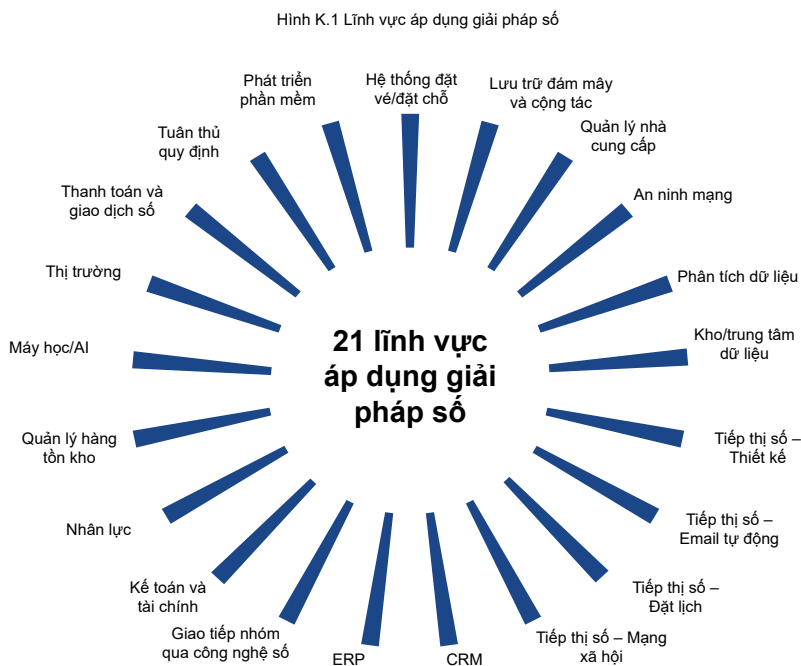 Hình K.1 Lĩnh vực áp dụng giải pháp số
Hệ thống đặt
vé/đặt chỗ
Lưu trữ đám mây
và cộng tác
Quản lý nhà
cung cấp
An ninh mạng
Phân tích dữ liệu
Kho/trung tâm
dữ liệu
Tiếp thị số –
Thiết kế
Tiếp thị số –
Email tự động
Tiếp thị số –
Đặt lịch
Tiếp thị số – Mạng
xã hội
CRM
ERP
Giao tiếp nhóm
qua công nghệ số
Kế toán và
tài chính
Nhân lực
Quản lý hàng
tồn kho
Máy học/AI
Thị trường
Thanh toán và
giao dịch số
Tuân thủ
quy định
Phát triển
phần mềm
21 lĩnh vực
áp dụng giải
pháp số